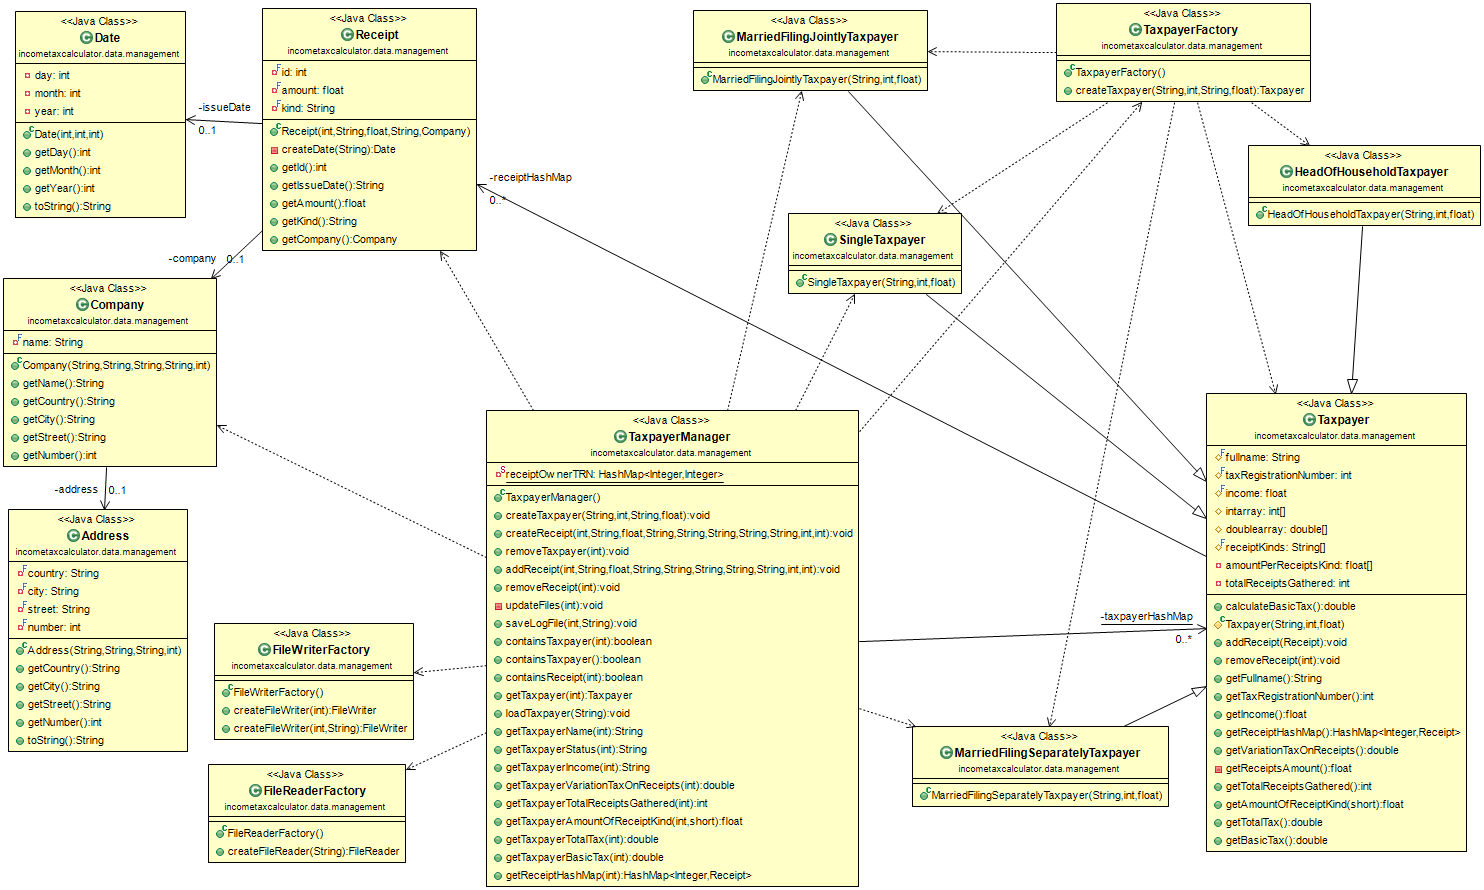 <<Java Class>>
Date
incometaxcalculator.data.management
day: int
month: int
year: int
Date(int,int,int)
getDay():int
getMonth():int
getYear():int
toString():String
-issueDate
0..1
<<Java Class>>
Receipt
incometaxcalculator.data.management
id: int
amount: float
kind: String
Receipt(int,String,float,String,Company)
createDate(String):Date
getId():int
getIssueDate():String
getAmount():float
getKind():String
getCompany():Company
-receiptHashMap
0..*
-company
0..1
<<Java Class>>
MarriedFilingJointlyTaxpayer
incometaxcalculator.data.management
MarriedFilingJointlyTaxpayer(String,int,float)
<<Java Class>>
TaxpayerFactory
incometaxcalculator.data.management
TaxpayerFactory()
createTaxpayer(String,int,String,float):Taxpayer
<<Java Class>>
HeadOfHouseholdTaxpayer
incometaxcalculator.data.management
HeadOfHouseholdTaxpayer(String,int,float)
<<Java Class>>
SingleTaxpayer
incometaxcalculator.data.management
SingleTaxpayer(String,int,float)
<<Java Class>>
Company
incometaxcalculator.data.management
name: String
Company(String,String,String,String,int)
getName():String
getCountry():String
getCity():String
getStreet():String
getNumber():int
-address
0..1
<<Java Class>>
Address
incometaxcalculator.data.management
country: String
city: String
street: String
number: int
Address(String,String,String,int)
getCountry():String
getCity():String
getStreet():String
getNumber():int
toString():String
<<Java Class>>
FileWriterFactory
incometaxcalculator.data.management
FileWriterFactory()
createFileWriter(int):FileWriter
createFileWriter(int,String):FileWriter
<<Java Class>>
FileReaderFactory
incometaxcalculator.data.management
FileReaderFactory()
createFileReader(String):FileReader
<<Java Class>>
TaxpayerManager
incometaxcalculator.data.management
receiptOwnerTRN: HashMap<Integer,Integer>
TaxpayerManager()
createTaxpayer(String,int,String,float):void
createReceipt(int,String,float,String,String,String,String,String,int,int):void
removeTaxpayer(int):void
addReceipt(int,String,float,String,String,String,String,String,int,int):void
removeReceipt(int):void
updateFiles(int):void
saveLogFile(int,String):void
containsTaxpayer(int):boolean
containsTaxpayer():boolean
containsReceipt(int):boolean
getTaxpayer(int):Taxpayer
loadTaxpayer(String):void
getTaxpayerName(int):String
getTaxpayerStatus(int):String
getTaxpayerIncome(int):String
getTaxpayerVariationTaxOnReceipts(int):double
getTaxpayerTotalReceiptsGathered(int):int
getTaxpayerAmountOfReceiptKind(int,short):float
getTaxpayerTotalTax(int):double
getTaxpayerBasicTax(int):double
getReceiptHashMap(int):HashMap<Integer,Receipt>
-taxpayerHashMap
0..*
<<Java Class>>
MarriedFilingSeparatelyTaxpayer
incometaxcalculator.data.management
MarriedFilingSeparatelyTaxpayer(String,int,float)
<<Java Class>>
Taxpayer
incometaxcalculator.data.management
fullname: String
taxRegistrationNumber: int
income: float
intarray: int[]
doublearray: double[]
receiptKinds: String[]
amountPerReceiptsKind: float[]
totalReceiptsGathered: int
calculateBasicTax():double
Taxpayer(String,int,float)
addReceipt(Receipt):void
removeReceipt(int):void
getFullname():String
getTaxRegistrationNumber():int
getIncome():float
getReceiptHashMap():HashMap<Integer,Receipt>
getVariationTaxOnReceipts():double
getReceiptsAmount():float
getTotalReceiptsGathered():int
getAmountOfReceiptKind(short):float
getTotalTax():double
getBasicTax():double